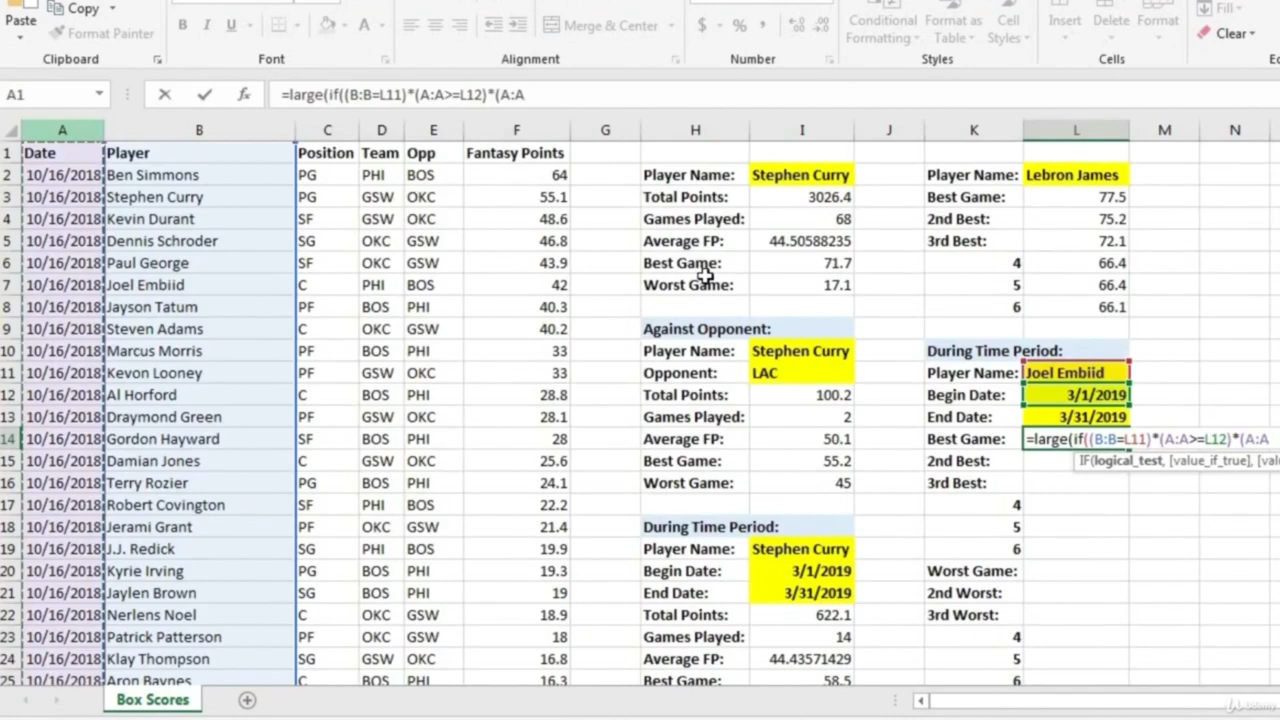 Copy
Paste
Format Painter
B I U A
Merge & Center
$ %
Conditional Formatting
Format as Table
Cell Styles
Insert Delete Format
Fill
Clear
Clipboard Font Alignment Number Styles Cells
A1 fx =large(if((B:B=L11)*(A:A>=L12)*(A:A
A B C D E F G H I J K L M N
1 Date Player Position Team Opp Fantasy Points
2 10/16/2018 Ben Simmons PG PHI BOS 64 Player Name: Stephen Curry Player Name: Lebron James
3 10/16/2018 Stephen Curry PG GSW OKC 55.1 Total Points: 3026.4 Best Game: 77.5
4 10/16/2018 Kevin Durant SF GSW OKC 48.6 Games Played: 68 2nd Best: 75.2
5 10/16/2018 Dennis Schroder SG OKC GSW 46.8 Average FP: 44.50588235 3rd Best: 72.1
6 10/16/2018 Paul George SF OKC GSW 43.9 Best Game: 71.7 4 66.4
7 10/16/2018 Joel Embiid C PHI BOS 42 Worst Game: 17.1 5 66.4
8 10/16/2018 Jayson Tatum PF BOS PHI 40.3 6 66.1
9 10/16/2018 Steven Adams C OKC GSW 40.2 Against Opponent:
10 10/16/2018 Marcus Morris PF BOS PHI 33 Player Name: Stephen Curry During Time Period:
11 10/16/2018 Kevon Looney PF GSW OKC 33 Opponent: LAC Player Name: Joel Embiid
12 10/16/2018 Al Horford C BOS PHI 28.8 Total Points: 100.2 Begin Date: 3/1/2019
13 10/16/2018 Draymond Green PF GSW OKC 28.1 Games Played: 2 End Date: 3/31/2019
14 10/16/2018 Gordon Hayward SF BOS PHI 28 Average FP: 50.1 Best Game: =large(if((B:B=L11)*(A:A>=L12)*(A:A
15 10/16/2018 Damian Jones C GSW OKC 25.6 Best Game: 55.2 2nd Best: IF(logical_test, [value_if_true], [val
16 10/16/2018 Terry Rozier PG BOS PHI 24.1 Worst Game: 45 3rd Best:
17 10/16/2018 Robert Covington SF PHI BOS 22.2 4
18 10/16/2018 Jerami Grant PF OKC GSW 21.4 During Time Period: 5
19 10/16/2018 J.J. Redick SG PHI BOS 19.9 Player Name: Stephen Curry 6
20 10/16/2018 Kyrie Irving PG BOS PHI 19.3 Begin Date: 3/1/2019 Worst Game:
21 10/16/2018 Jaylen Brown SG BOS PHI 19 End Date: 3/31/2019 2nd Worst:
22 10/16/2018 Nerlens Noel C OKC GSW 18.9 Total Points: 622.1 3rd Worst:
23 10/16/2018 Patrick Patterson PF OKC GSW 18 Games Played: 14 4
24 10/16/2018 Klay Thompson SG GSW OKC 16.8 Average FP: 44.43571429 5
25 10/16/2018 Aron Baynes C BOS PHI 16.3 Best Game: 58.5 6
Box Scores
Udemy